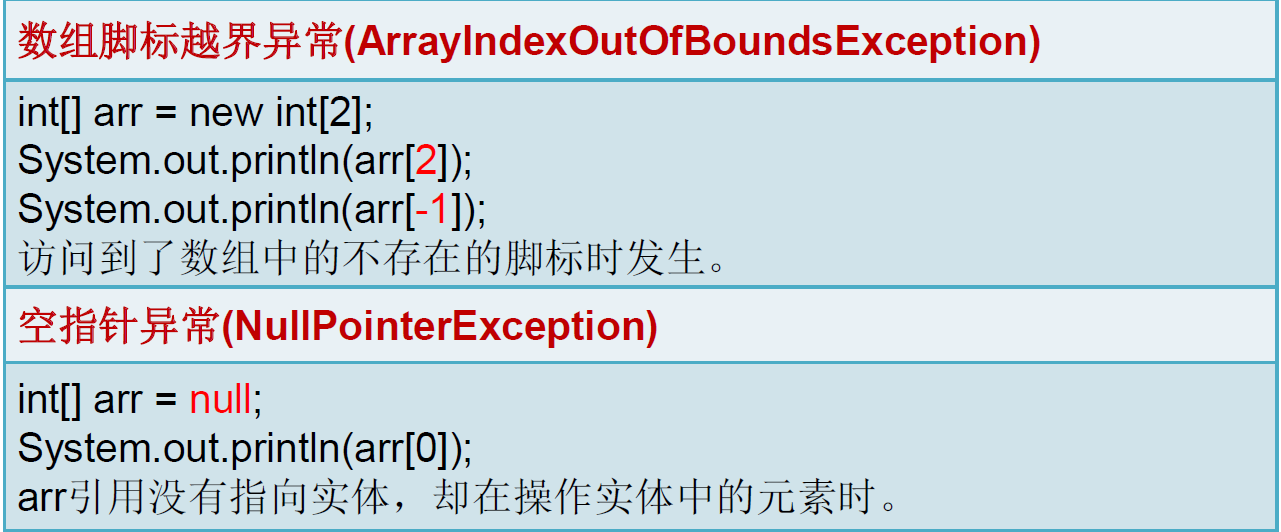 数组脚标越界异常(ArrayIndexOutOfBoundsException)
int[] arr = new int[2];
System.out.println(arr[2]);
System.out.println(arr[-1]);
访问到了数组中的不存在的脚标时发生。
空指针异常(NullPointerException)
int[] arr = null;
System.out.println(arr[0]);
arr引用没有指向实体，却在操作实体中的元素时。